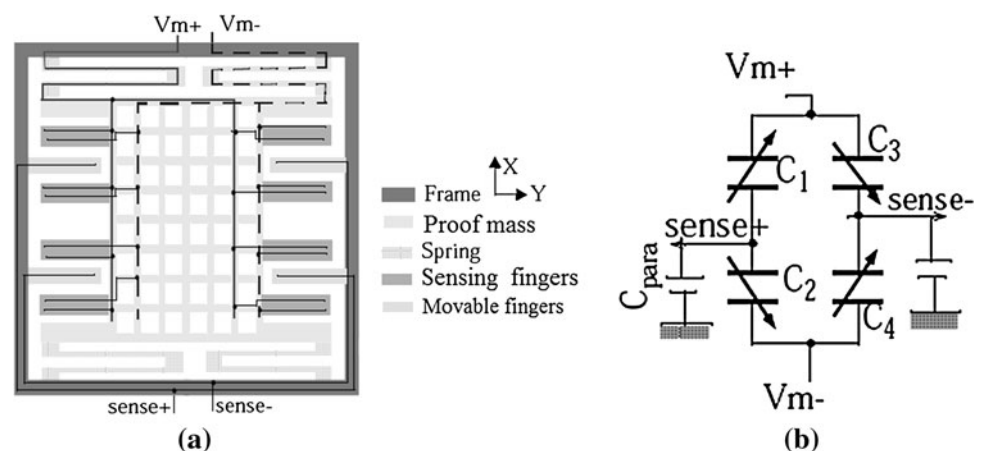 Vm+ Vm-
X
Y
Frame
Proof mass
Spring
Sensing fingers
Movable fingers
sense+ sense-
(a)
Vm+
C1
C3
sense+
sense-
Cpara
C2
C4
Vm-
(b)